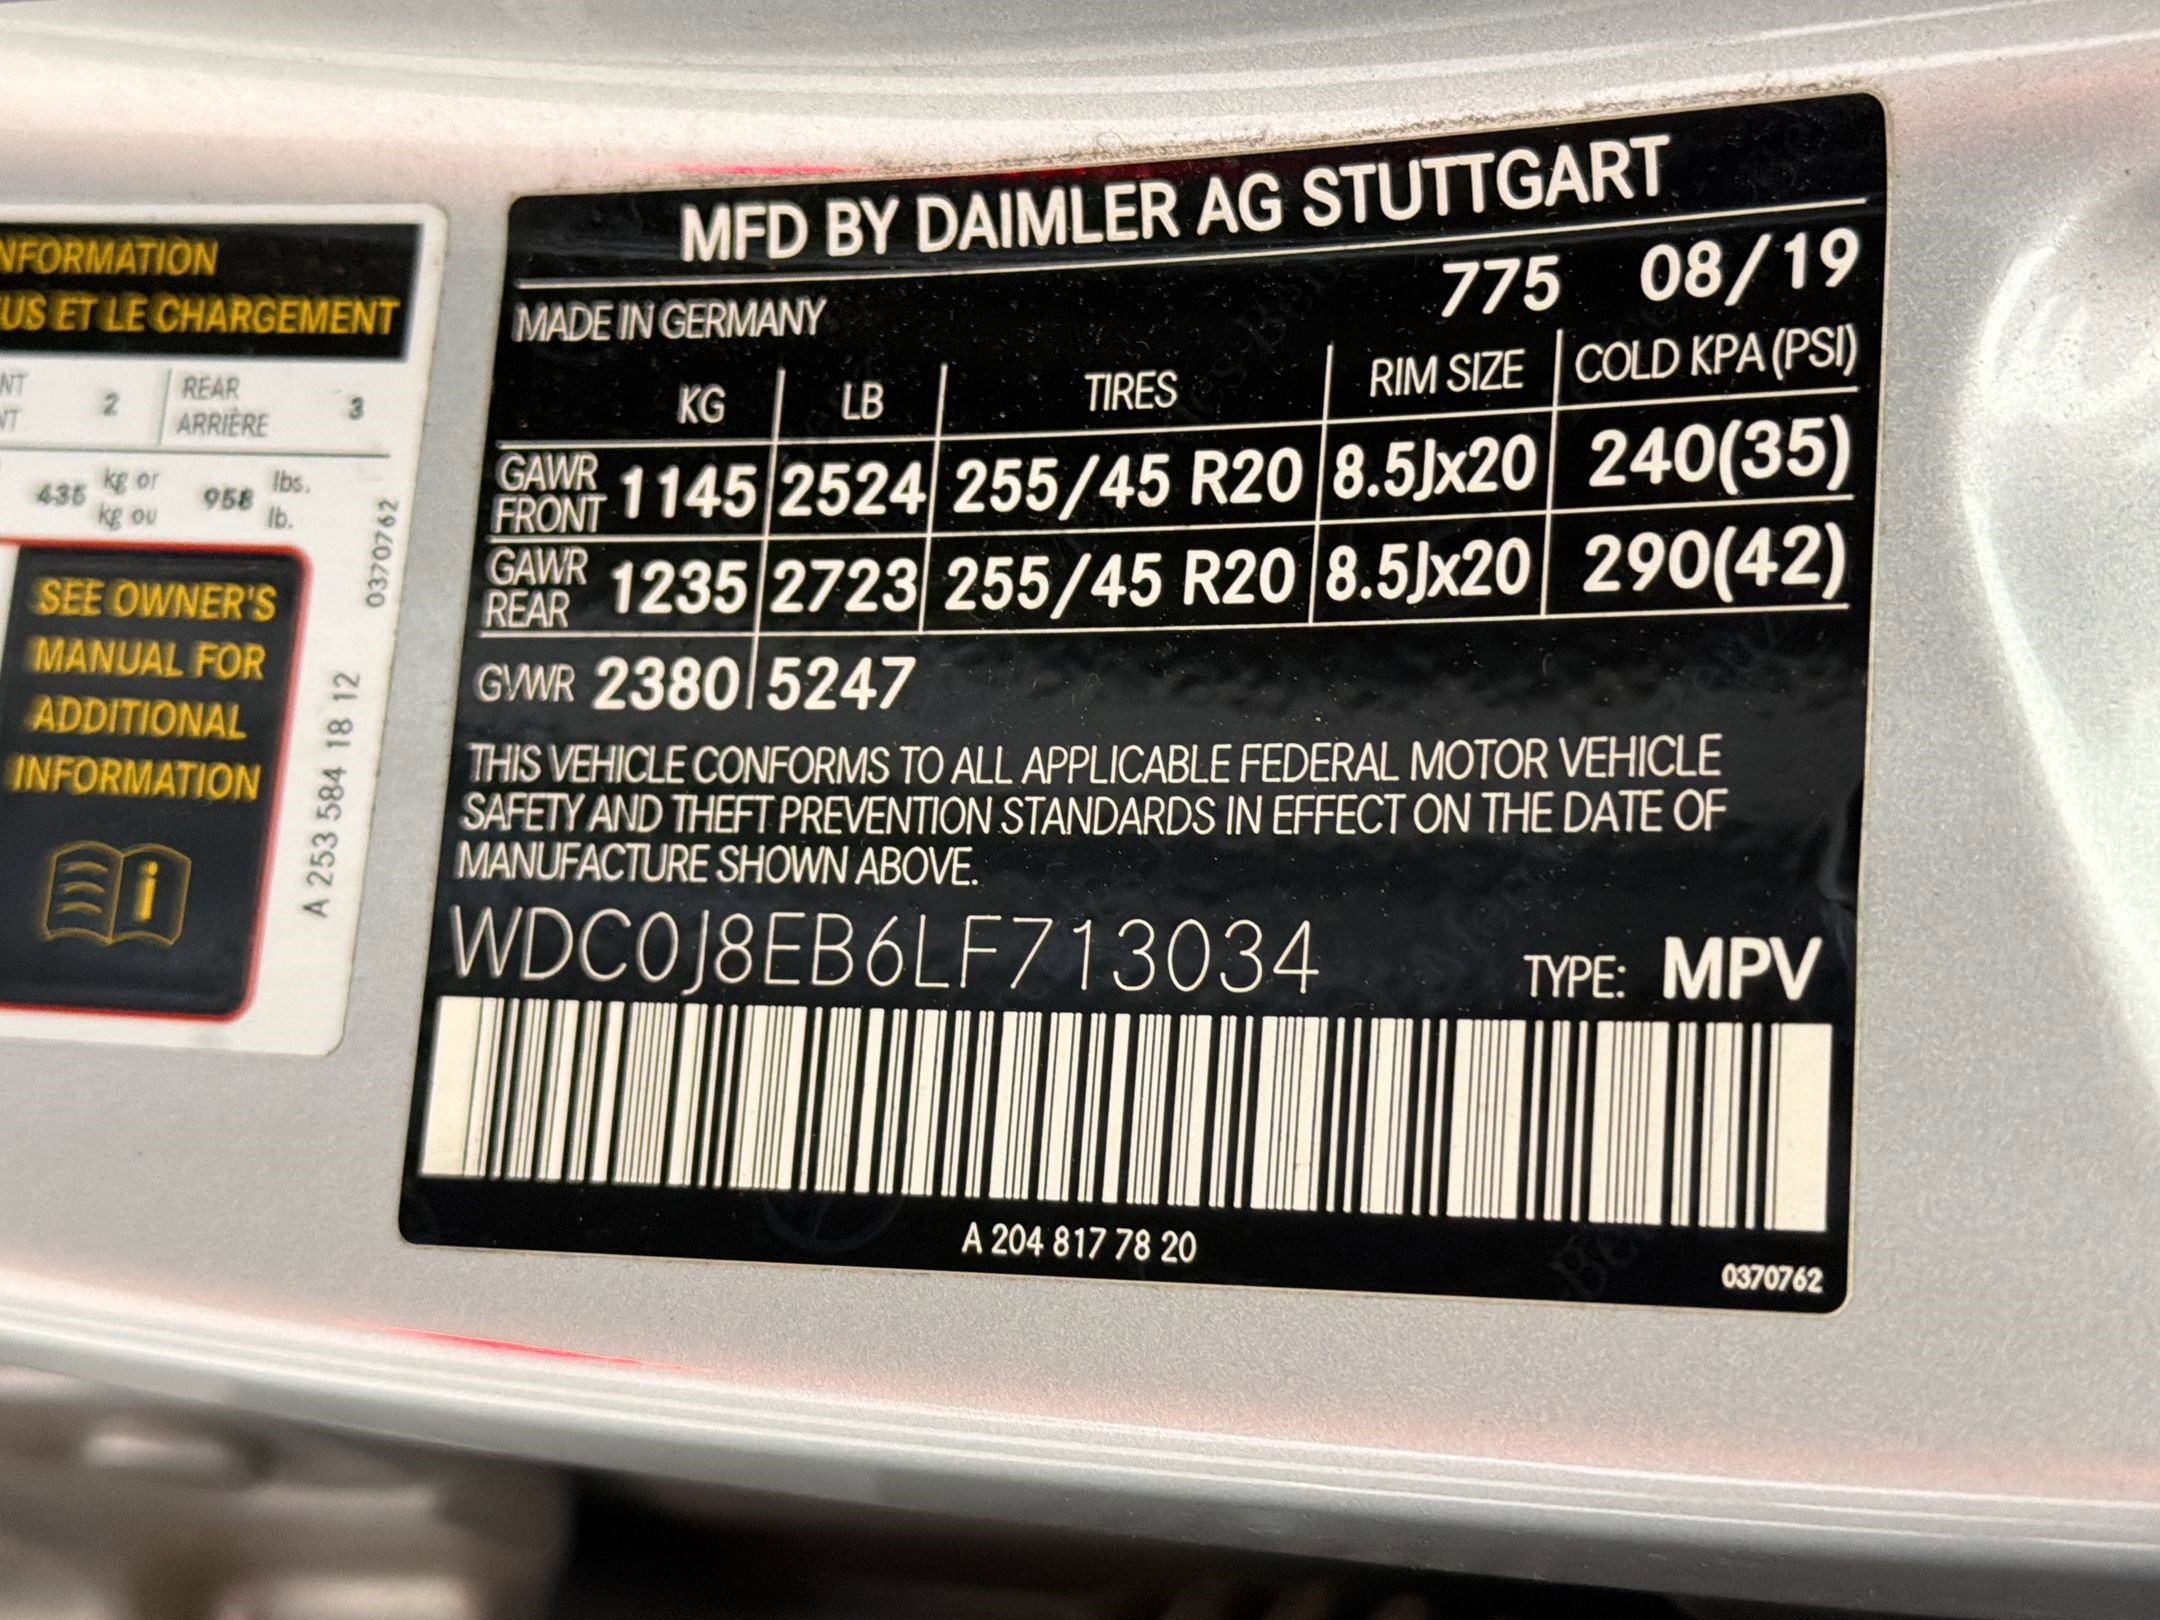 NFORMATION
US ET LE CHARGEMENT
NT 2 REAR 3
NT ARRIÈRE
435 kg or 958 lbs.
kg ou lb.
SEE OWNER'S
MANUAL FOR
ADDITIONAL
INFORMATION
i
A 253 584 18 12 0370762
MFD BY DAIMLER AG STUTTGART
MADE IN GERMANY 775 08/19
KG LB TIRES RIM SIZE COLD KPA (PSI)
GAWR FRONT 1145 2524 255/45 R20 8.5Jx20 240(35)
GAWR REAR 1235 2723 255/45 R20 8.5Jx20 290(42)
GVWR 2380 5247
THIS VEHICLE CONFORMS TO ALL APPLICABLE FEDERAL MOTOR VEHICLE
SAFETY AND THEFT PREVENTION STANDARDS IN EFFECT ON THE DATE OF
MANUFACTURE SHOWN ABOVE.
WDC0J8EB6LF713034 TYPE: MPV
A 204 817 78 20
0370762